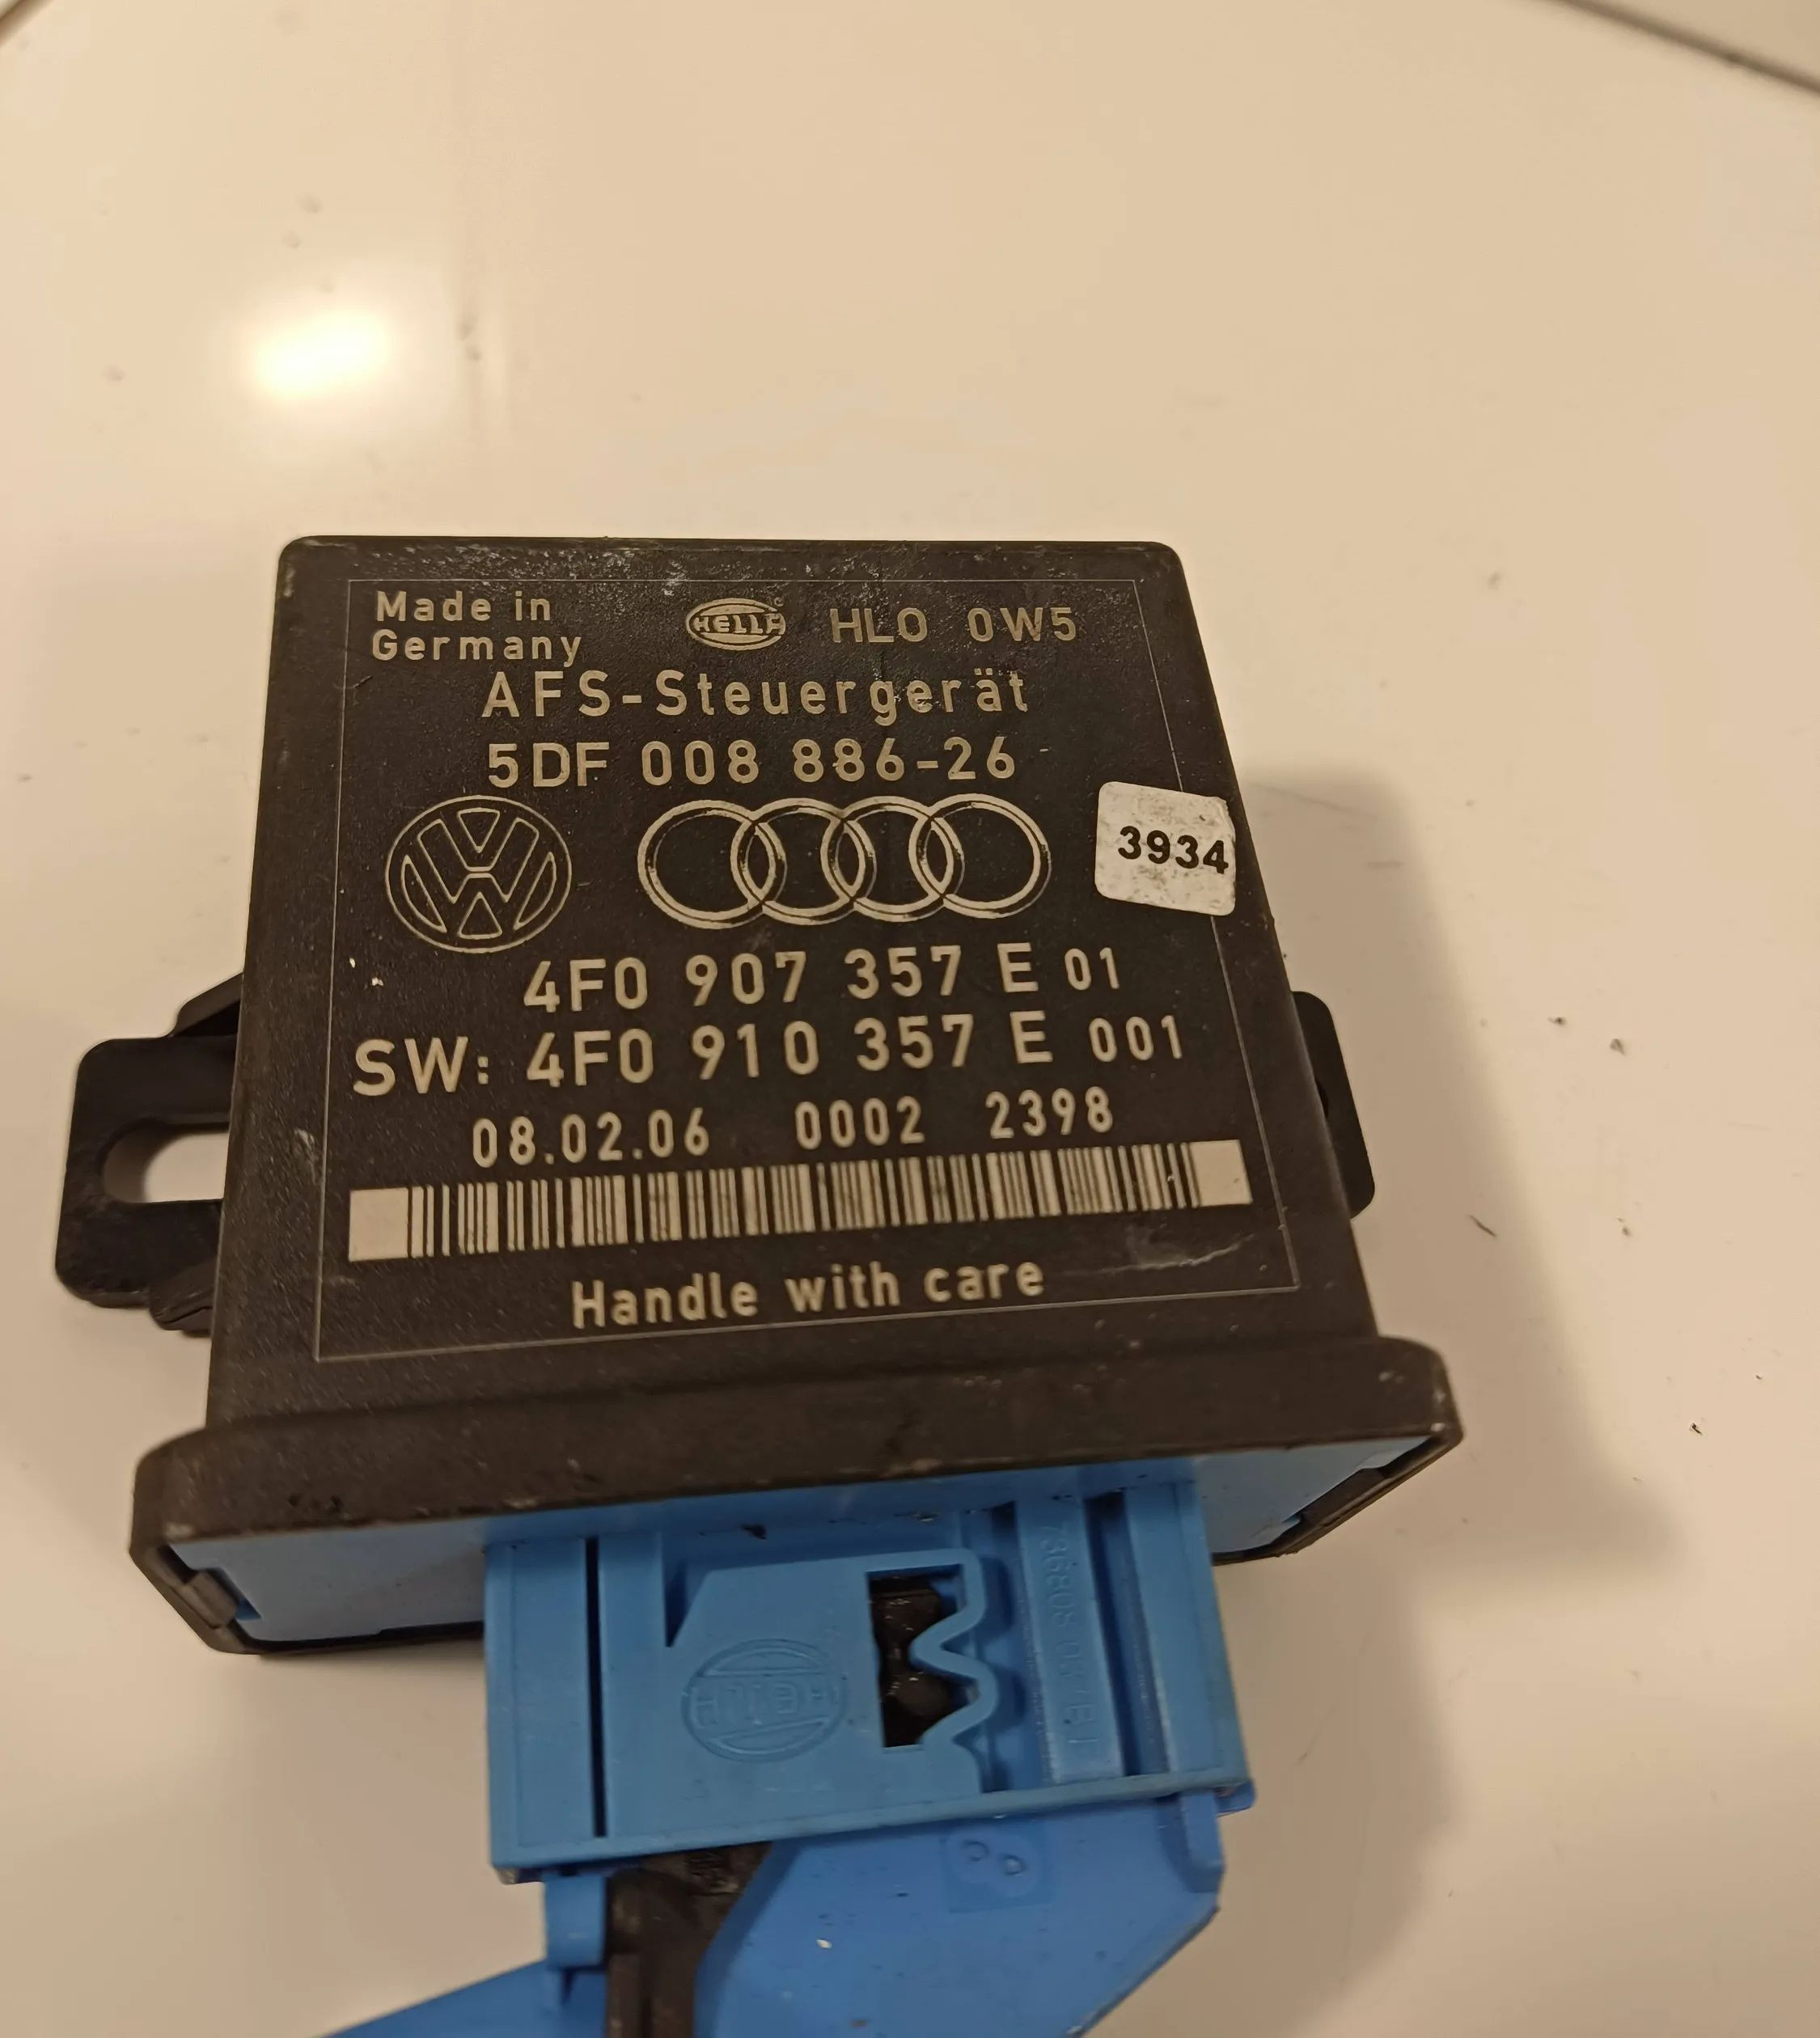 Made in
Germany
HELLA HLO 0W5
AFS-Steuergerät
5DF 008 886-26
3934
4F0 907 357 E 01
SW: 4F0 910 357 E 001
08.02.06 0002 2398
Handle with care
HELLA